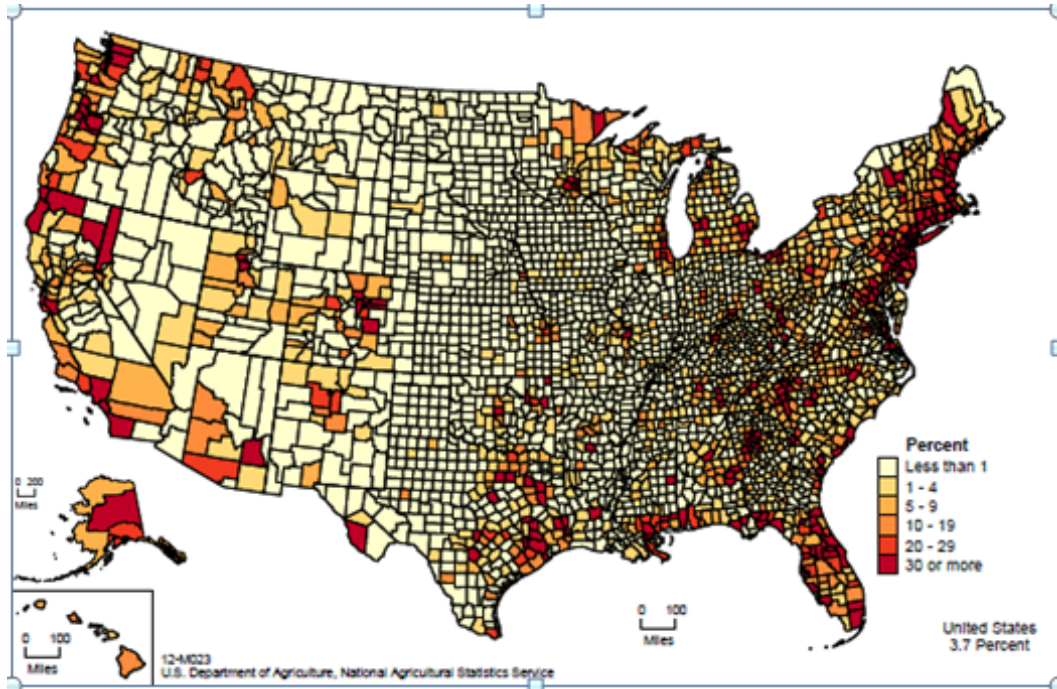 Percent
Less than 1
1 - 4
5 - 9
10 - 19
20 - 29
30 or more
0 200
Miles
0 100
Miles
0 100
Miles
United States
3.7 Percent
12-M023
U.S. Department of Agriculture, National Agricultural Statistics Service